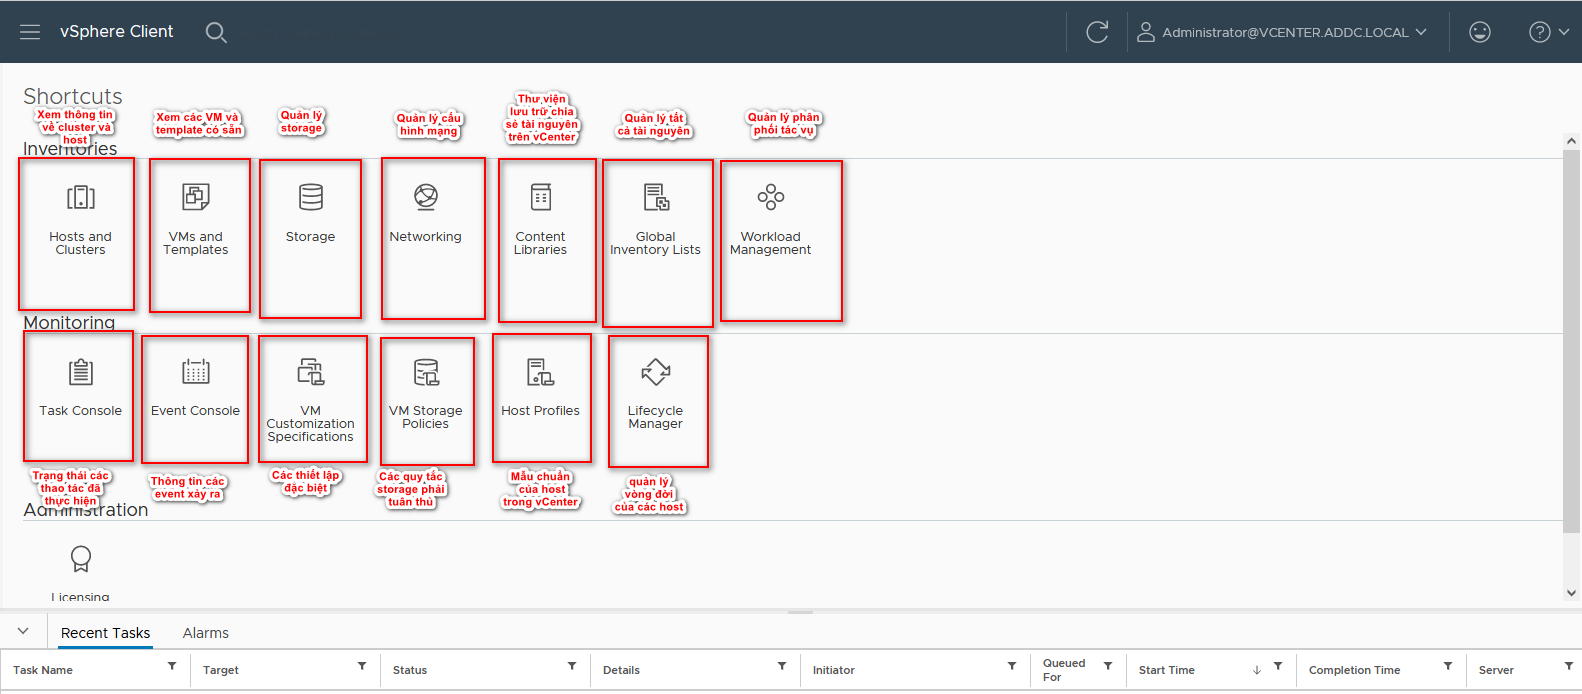 vSphere Client
Administrator@VCENTER.ADDC.LOCAL
Shortcuts
Xem thông tin
về cluster và
host
Xem các VM và
template có sẵn
Quản lý
storage
Quản lý cấu
hình mạng
Thư viện
lưu trữ chia
sẻ tài nguyên
trên vCenter
Quản lý tất
cả tài nguyên
Quản lý phân
phối tác vụ
Inventories
Hosts and
Clusters
VMs and
Templates
Storage
Networking
Content
Libraries
Global
Inventory Lists
Workload
Management
Monitoring
Task Console
Event Console
VM
Customization
Specifications
VM Storage
Policies
Host Profiles
Lifecycle
Manager
Trạng thái các
thao tác đã
thực hiện
Thông tin các
event xảy ra
Các thiết lập
đặc biệt
Các quy tắc
storage phải
tuân thủ
Mẫu chuẩn
của host
trong vCenter
quản lý
vòng đời
của các host
Administration
Licensing
Recent Tasks
Alarms
Task Name
Target
Status
Details
Initiator
Queued
For
Start Time
Completion Time
Server